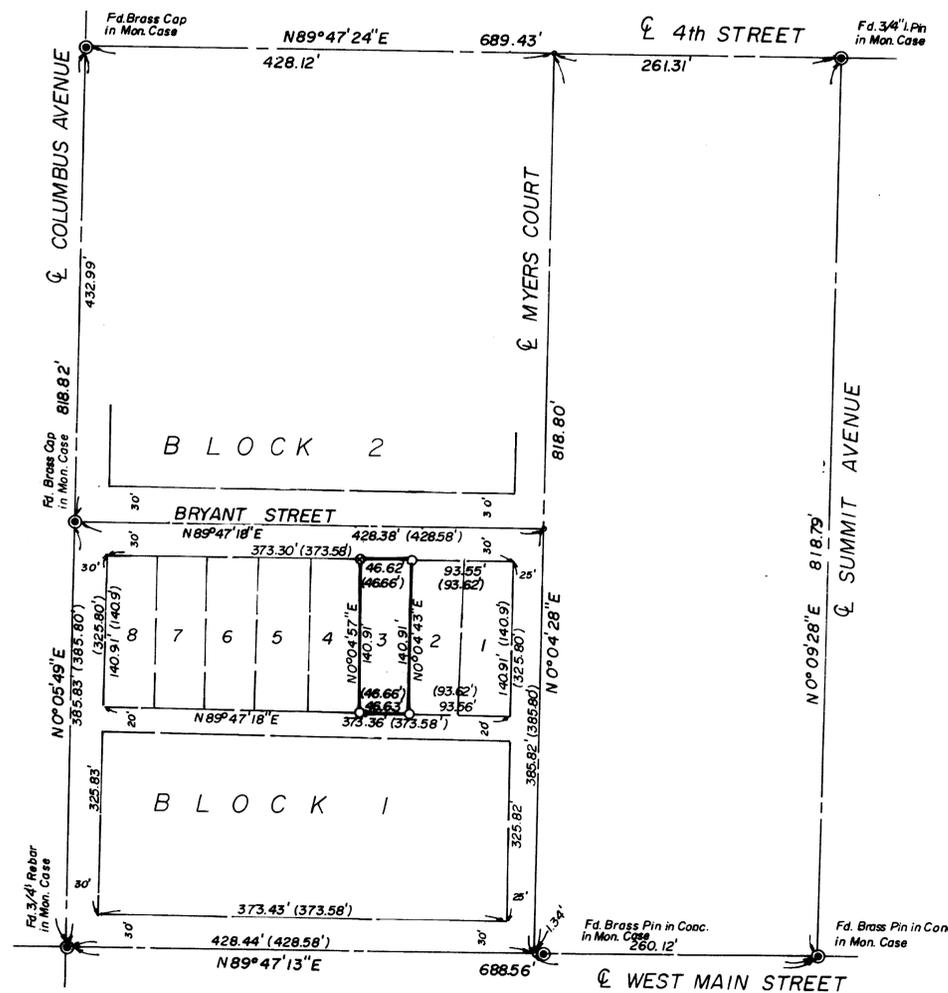 Fd. Brass Cap
in Mon. Case
N89°47'24"E
689.43'
℄ 4th STREET
Fd. 3/4" I. Pin
in Mon. Case
428.12'
261.31'
℄ COLUMBUS AVENUE
℄ MYERS COURT
432.99'
818.82'
818.80'
℄ SUMMIT AVENUE
818.79'
N0°09'28"E
BLOCK 2
Fd. Brass Cap
in Mon. Case
30'
30'
BRYANT STREET
N89°47'18"E
428.38' (428.58')
30'
30'
373.30' (373.58')
30'
46.62'
(46.66')
93.55'
(93.62')
25'
N0°05'49"E
385.83' (385.80')
(325.80')
140.91' (140.9')
8
7
6
5
4
N0°04'57"E
140.91'
3
140.91'
N0°04'43"E
2
1
140.91' (140.9')
(325.80')
N0°04'28"E
385.82' (385.80')
(46.66')
46.63'
(93.62')
93.56'
20'
N89°47'18"E
373.36' (373.58')
20'
325.83'
BLOCK 1
325.82'
Fd. 3/4' Rebar
in Mon. Case
30'
30'
373.43' (373.58')
25'
30'
1.34'
428.44' (428.58')
N89°47'13"E
688.56'
Fd. Brass Pin in Conc.
in Mon. Case
260.12'
Fd. Brass Pin in Con
in Mon. Case
℄ WEST MAIN STREET